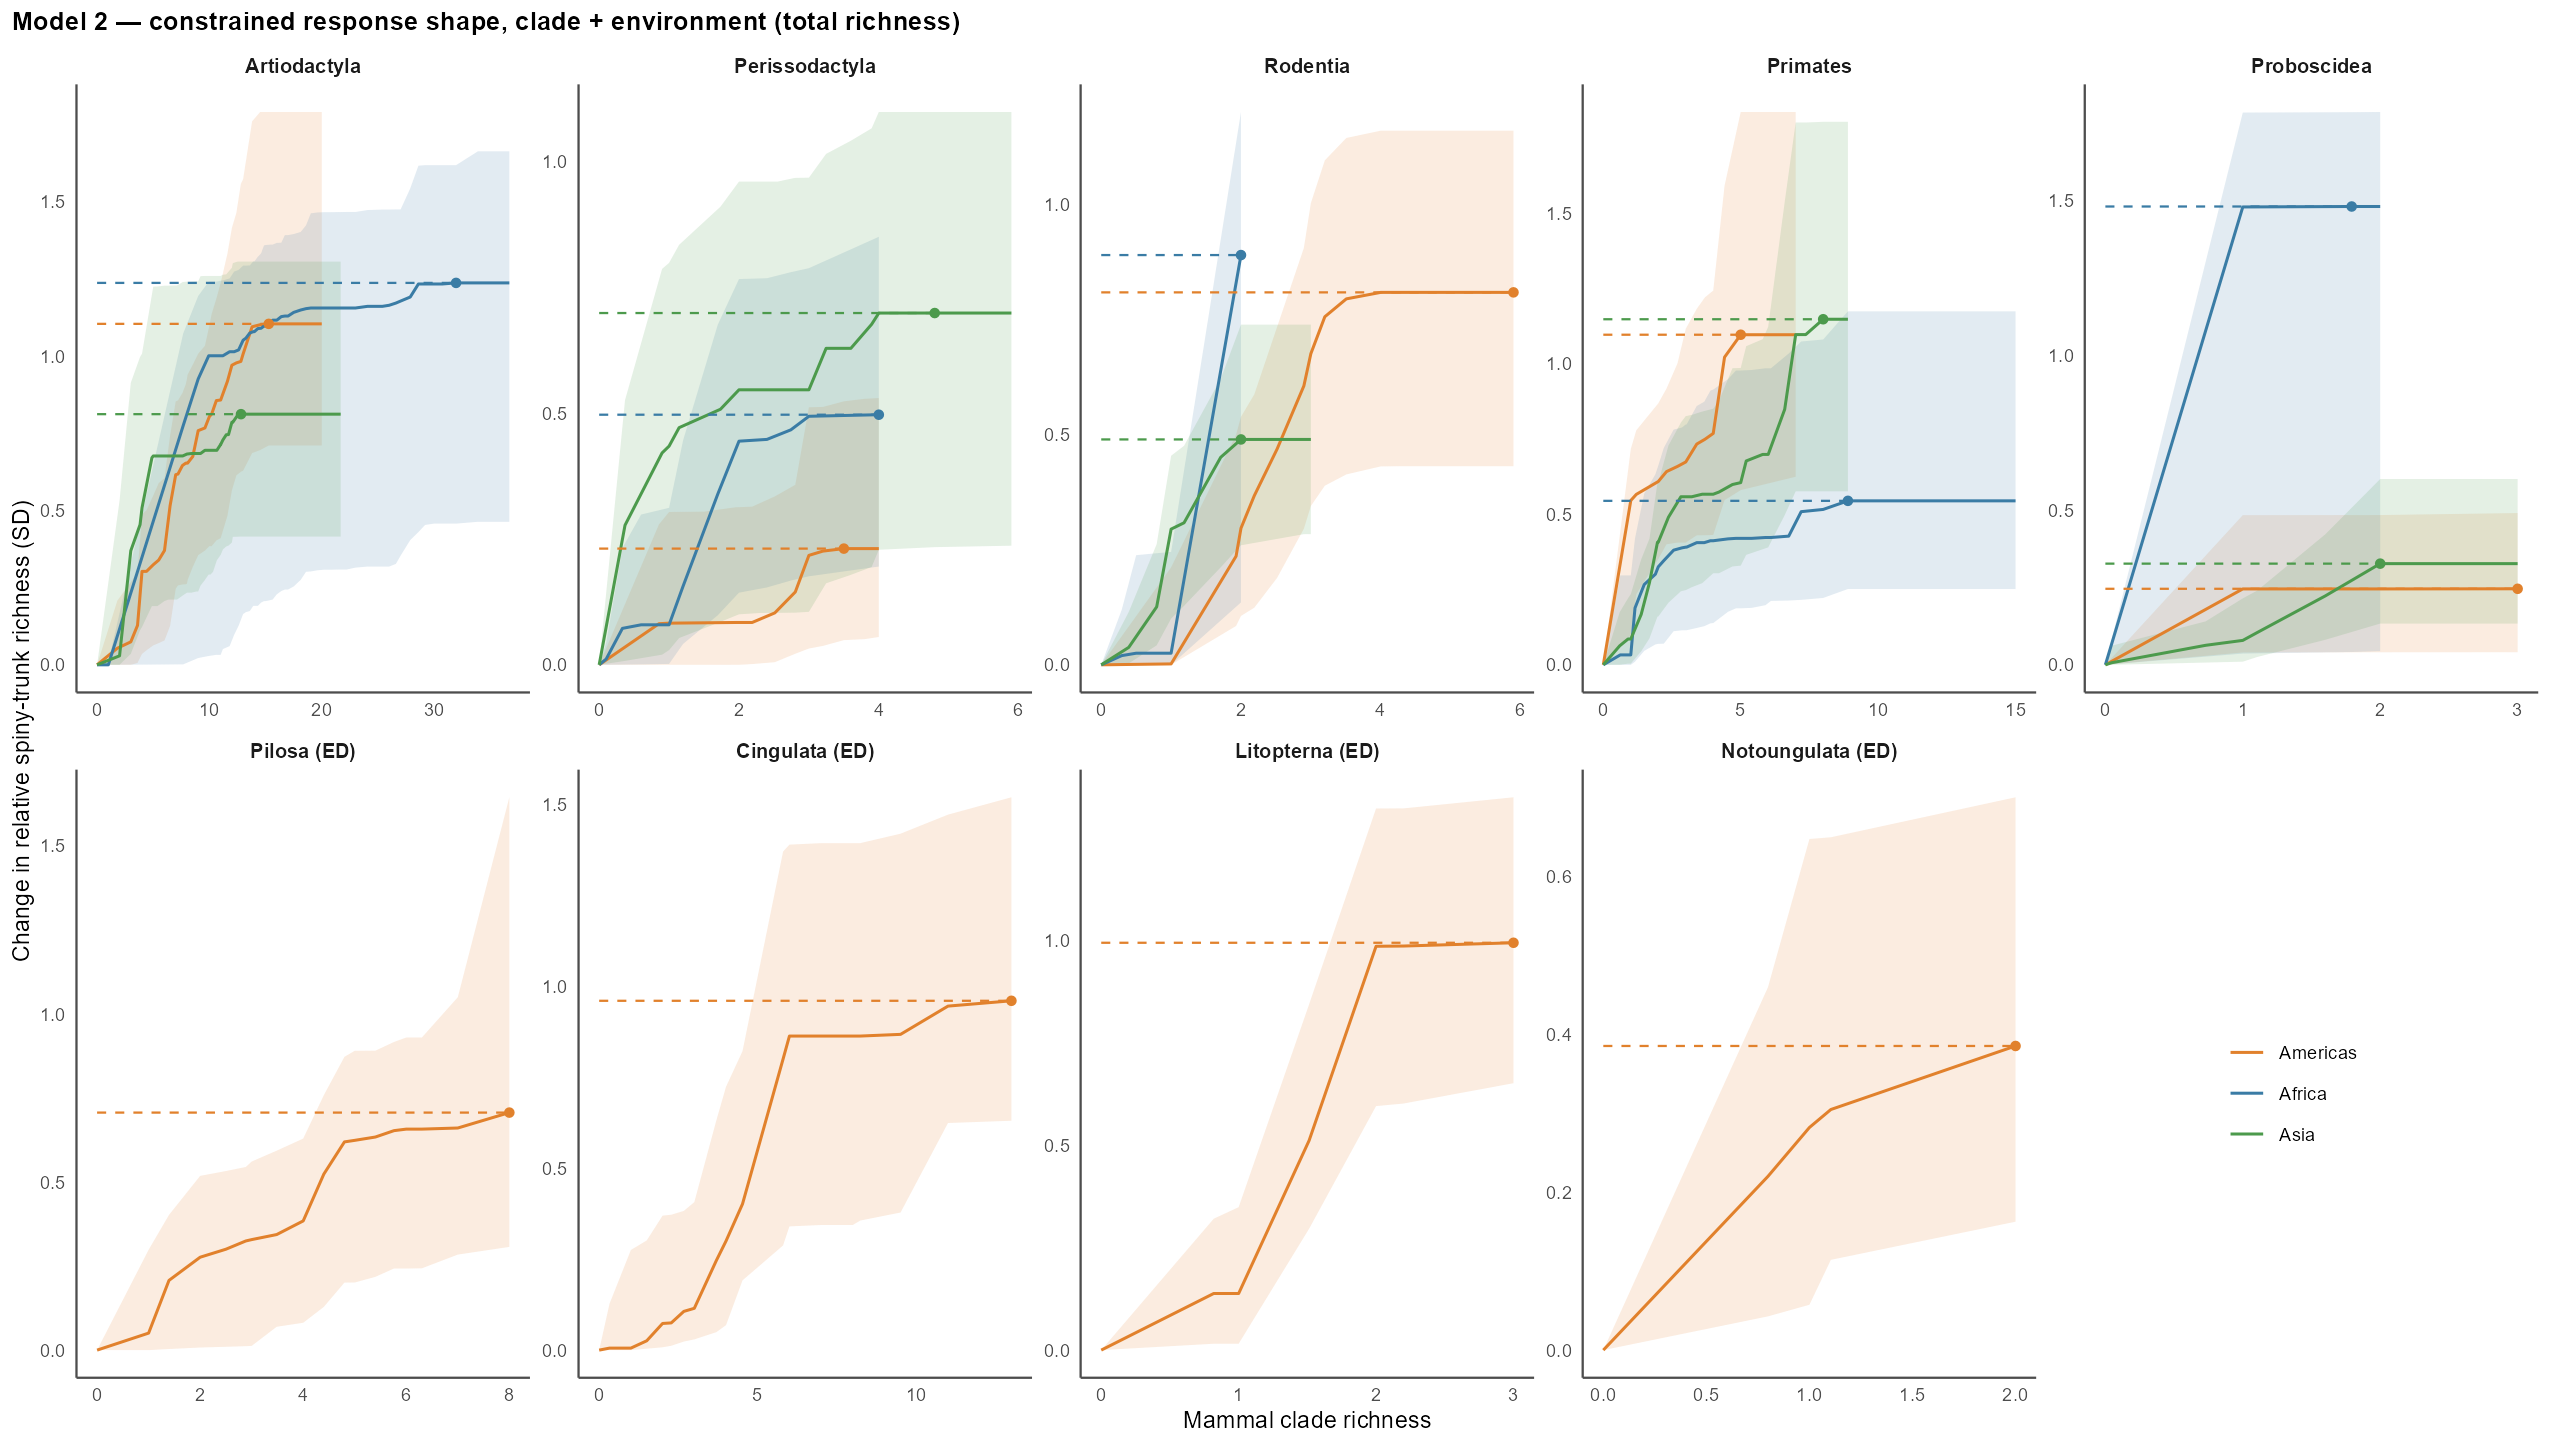 Model 2 — constrained response shape, clade + environment (total richness)
Artiodactyla
Perissodactyla
Rodentia
Primates
Proboscidea
Change in relative spiny-trunk richness (SD)
1.5
1.0
0.5
0.0
0 10 20 30
1.0
0.5
0.0
0 2 4 6
1.0
0.5
0.0
0 2 4 6
1.5
1.0
0.5
0.0
0 5 10 15
1.5
1.0
0.5
0.0
0 1 2 3
Pilosa (ED)
Cingulata (ED)
Litopterna (ED)
Notoungulata (ED)
1.5
1.0
0.5
0.0
0 2 4 6 8
1.5
1.0
0.5
0.0
0 5 10
1.0
0.5
0.0
0 1 2 3
0.6
0.4
0.2
0.0
0.0 0.5 1.0 1.5 2.0
Americas
Africa
Asia
Mammal clade richness